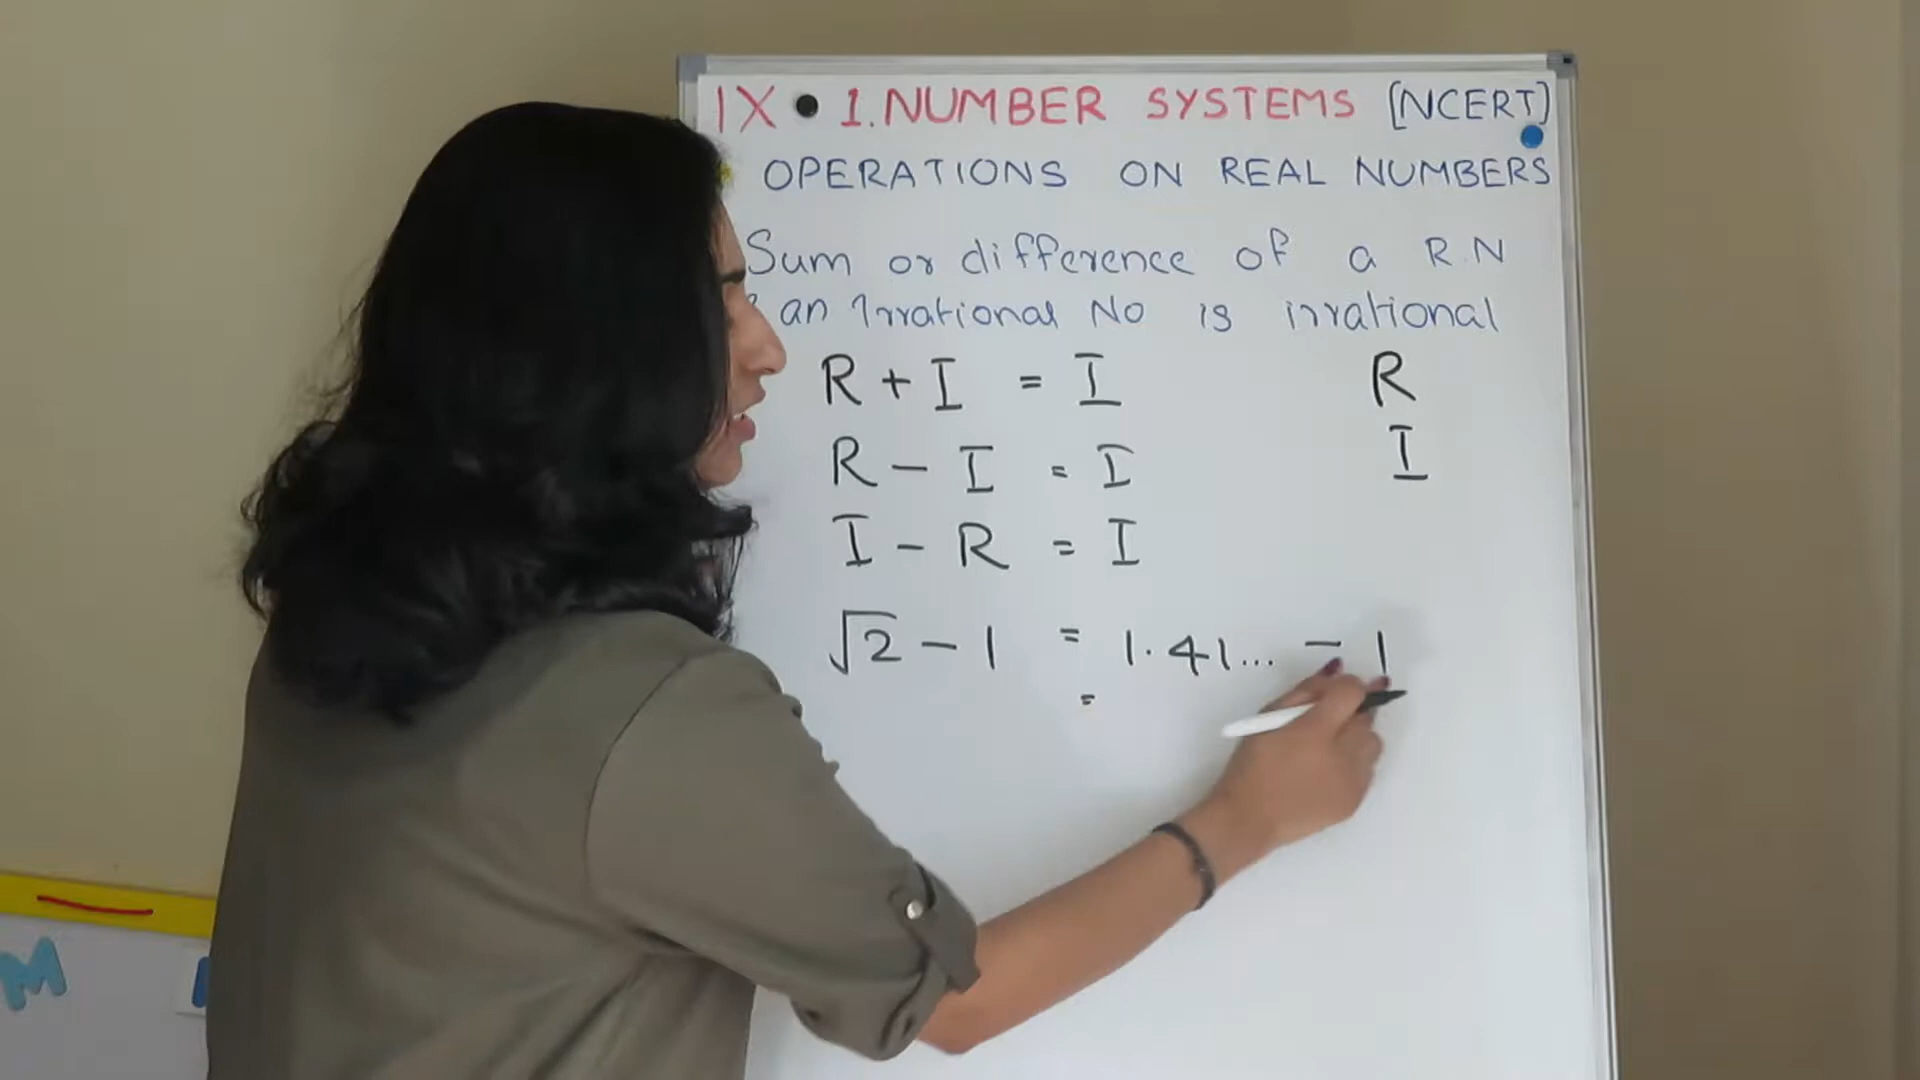 IX • 1. NUMBER SYSTEMS [NCERT]
OPERATIONS ON REAL NUMBERS
Sum or difference of a R.N
an Irrational No is irrational
R + I = I
R
R - I = I
I
I - R = I
√2 - 1 = 1.41... - 1
=
M